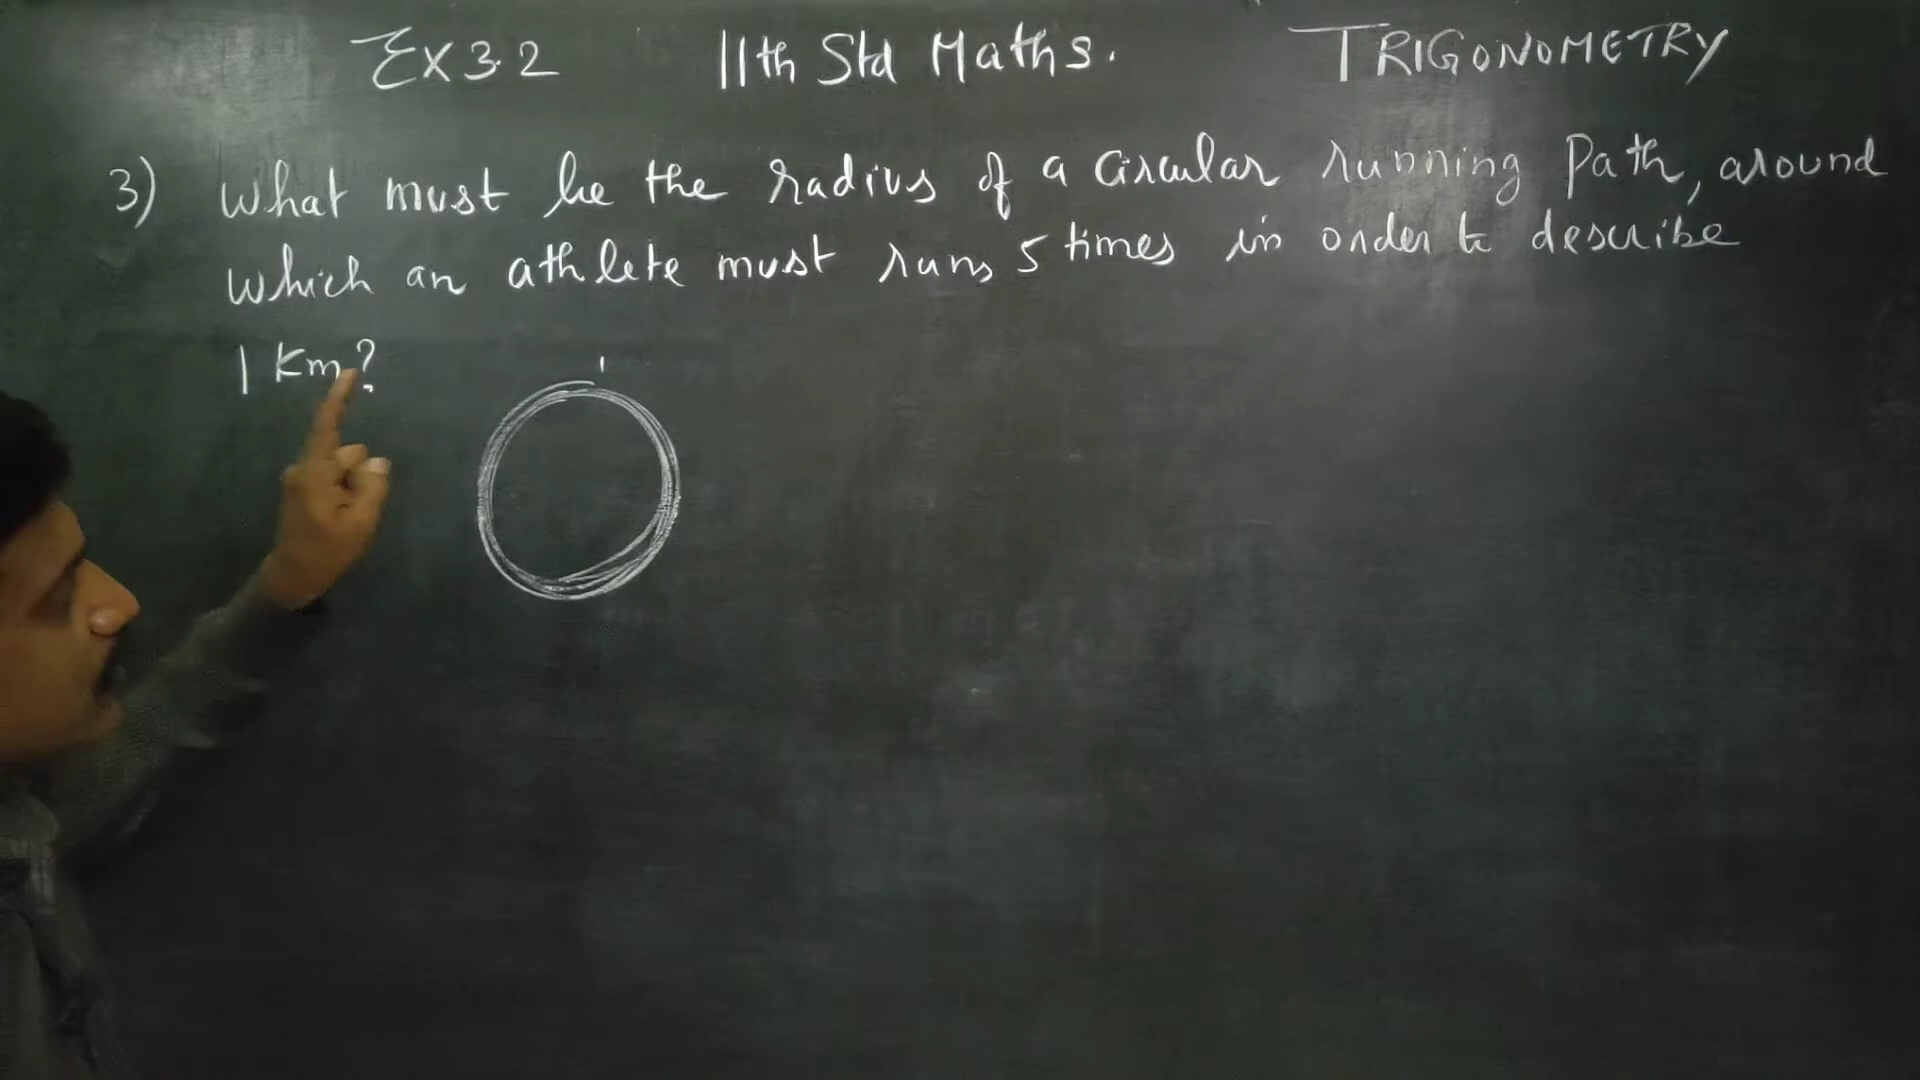 Ex 3.2 11th Std Maths. TRIGONOMETRY
3) What must be the radius of a circular running Path, around
which an athlete must runs 5 times in order to describe
1 Km?